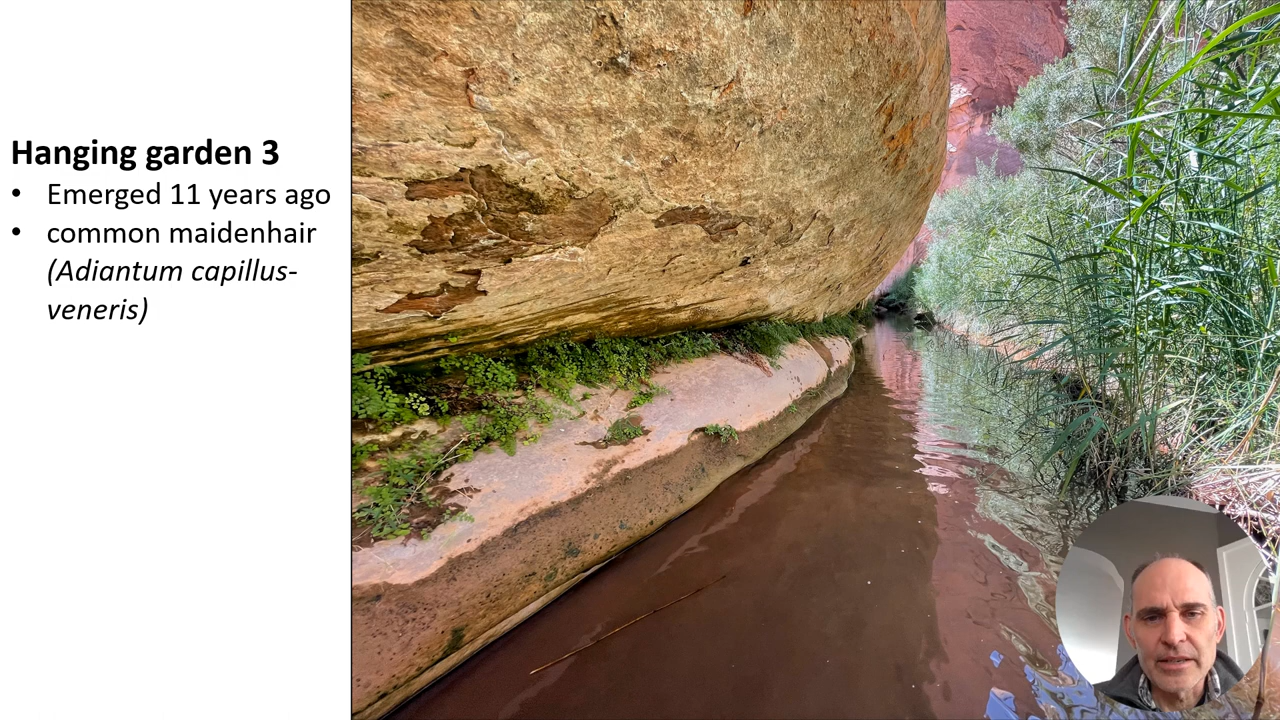 Hanging garden 3
• Emerged 11 years ago
• common maidenhair
(Adiantum capillus-
veneris)